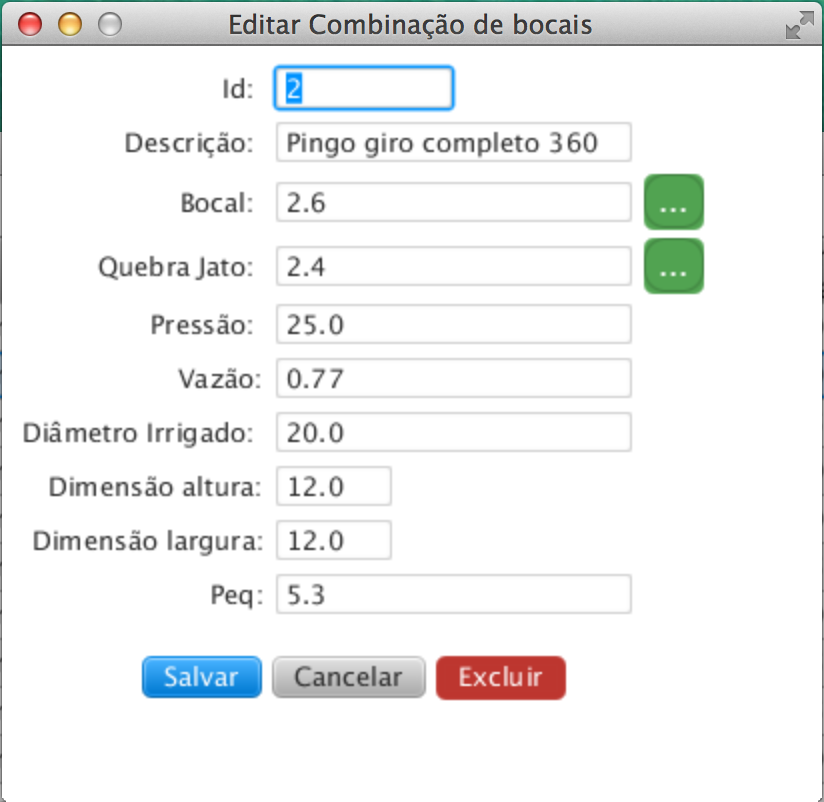 Editar Combinação de bocais
Id: 2
Descrição: Pingo giro completo 360
Bocal: 2.6 ...
Quebra Jato: 2.4 ...
Pressão: 25.0
Vazão: 0.77
Diâmetro Irrigado: 20.0
Dimensão altura: 12.0
Dimensão largura: 12.0
Peq: 5.3
Salvar Cancelar Excluir